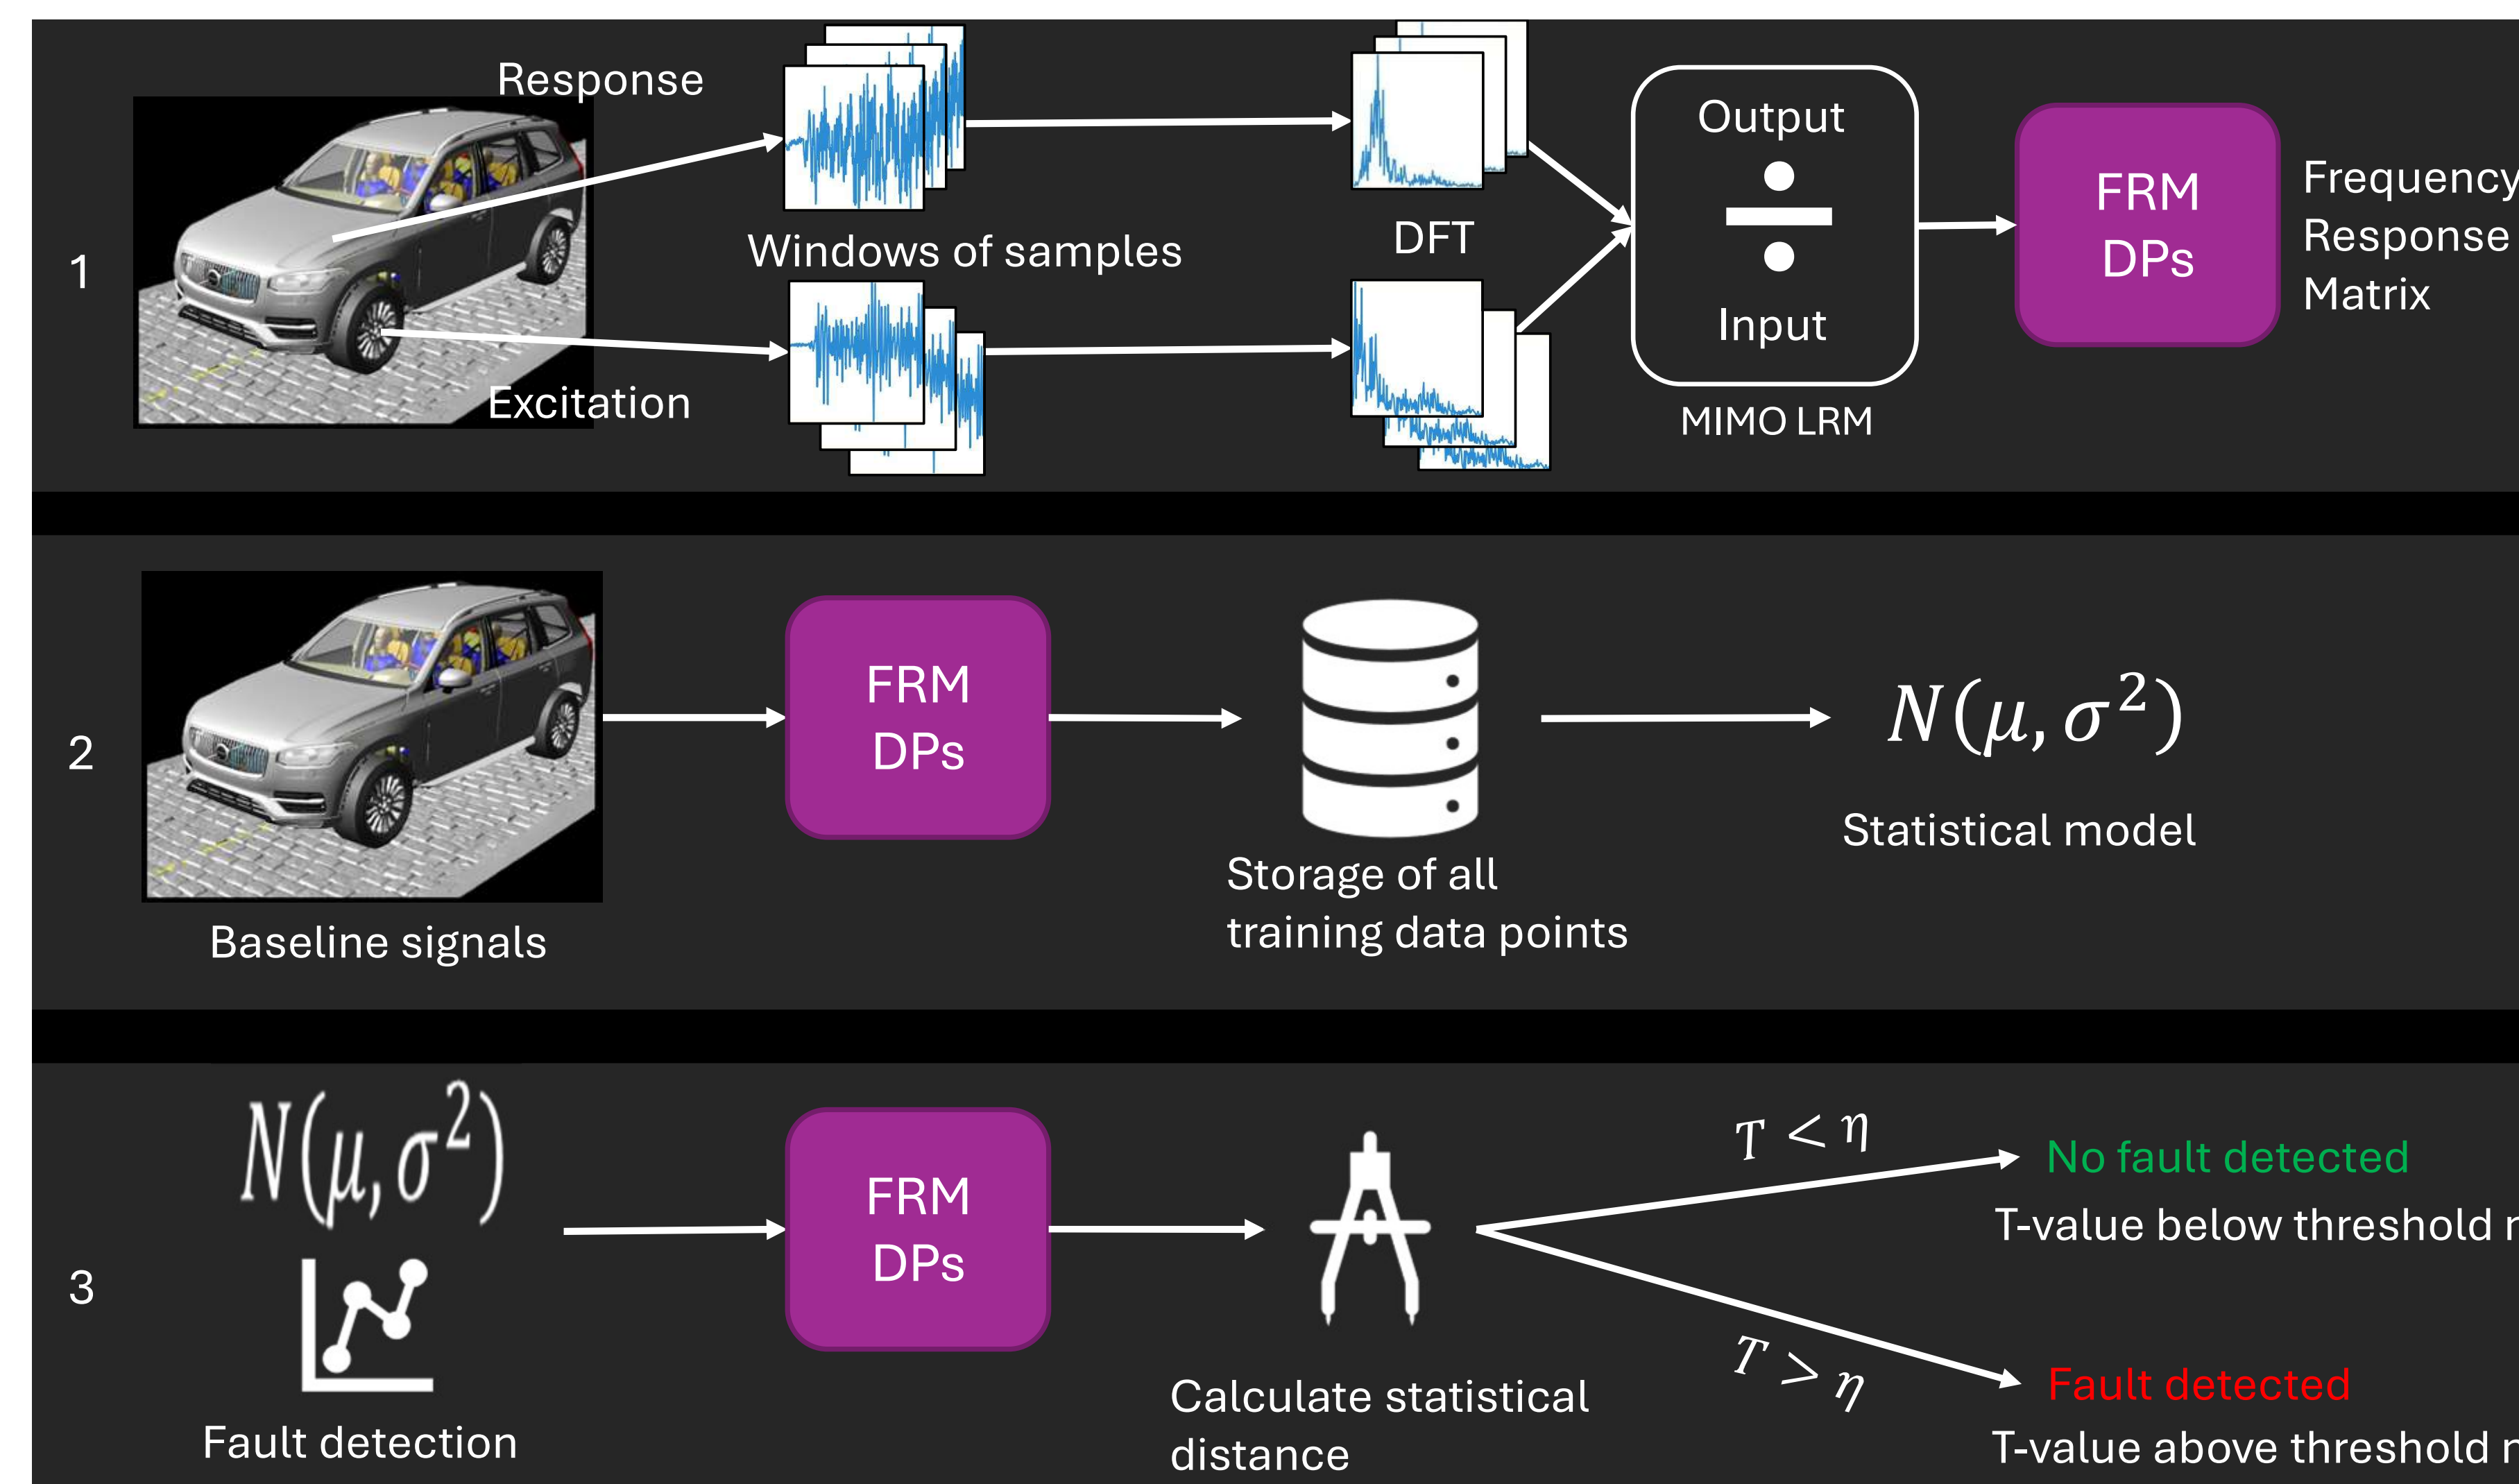 Response
Windows of samples
Excitation
1
DFT
Output
Input
MIMO LRM
FRM
DPs
Frequency
Response
Matrix
2
Baseline signals
FRM
DPs
Storage of all
training data points
N(μ, σ²)
Statistical model
3
N(μ, σ²)
Fault detection
FRM
DPs
Calculate statistical
distance
T < η
No fault detected
T-value below threshold
T > η
Fault detected
T-value above threshold